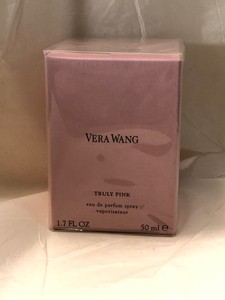 VERA WANG
TRULY PINK
eau de parfum spray
vaporisateur
1.7 FL OZ 50 ml e